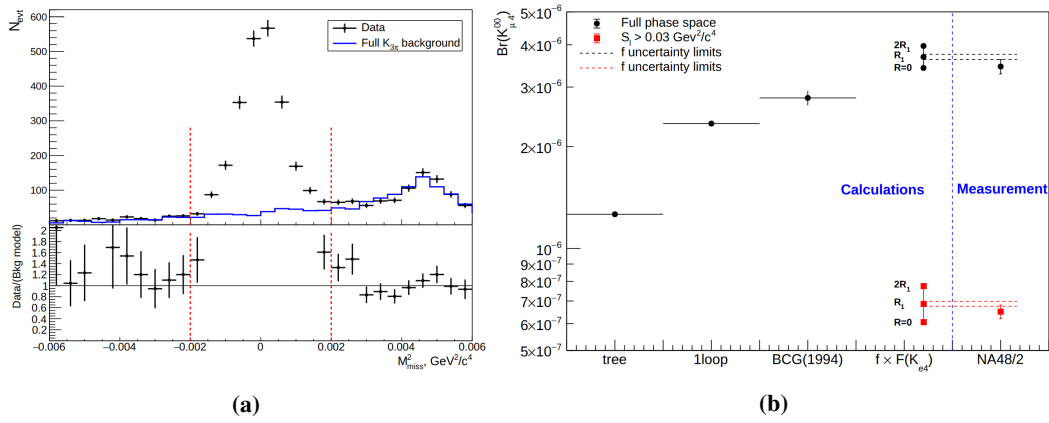 N_evt
600
500
400
300
200
100
Data
Full K_3π background
Data/(Bkg model)
2
1.8
1.6
1.4
1.2
1
0.8
0.6
0.4
0.2
−0.006
−0.004
−0.002
0
0.002
0.004
0.006
M²_miss, GeV²/c⁴
(a)
Br(K^00_μ4)
5×10⁻⁶
4×10⁻⁶
3×10⁻⁶
2×10⁻⁶
10⁻⁶
9×10⁻⁷
8×10⁻⁷
7×10⁻⁷
6×10⁻⁷
5×10⁻⁷
Full phase space
S_l > 0.03 Gev²/c⁴
f uncertainty limits
f uncertainty limits
2R₁
R₁
R=0
Calculations
Measurement
2R₁
R₁
R=0
tree
1loop
BCG(1994)
f × F(K_e4)
NA48/2
(b)